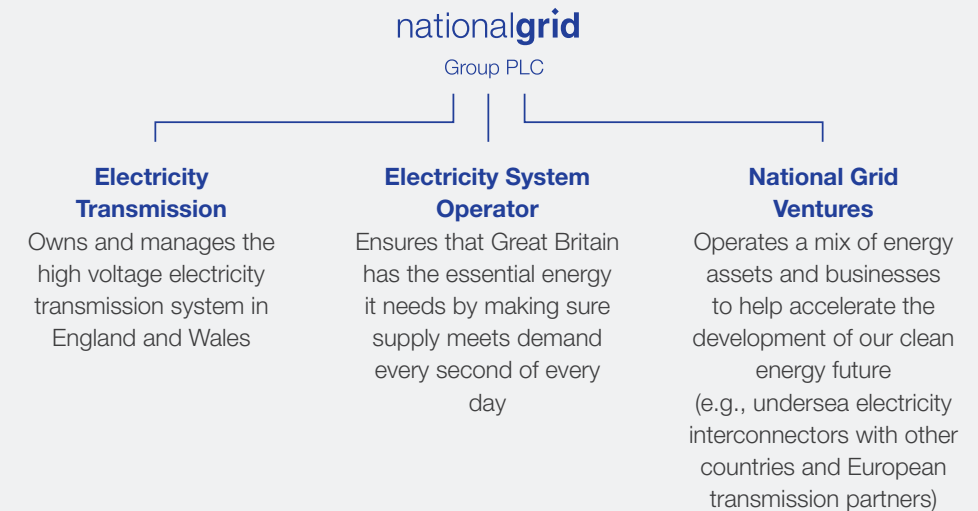 nationalgrid
Group PLC
Electricity
Transmission
Owns and manages the
high voltage electricity
transmission system in
England and Wales
Electricity System
Operator
Ensures that Great Britain
has the essential energy
it needs by making sure
supply meets demand
every second of every
day
National Grid
Ventures
Operates a mix of energy
assets and businesses
to help accelerate the
development of our clean
energy future
(e.g., undersea electricity
interconnectors with other
countries and European
transmission partners)